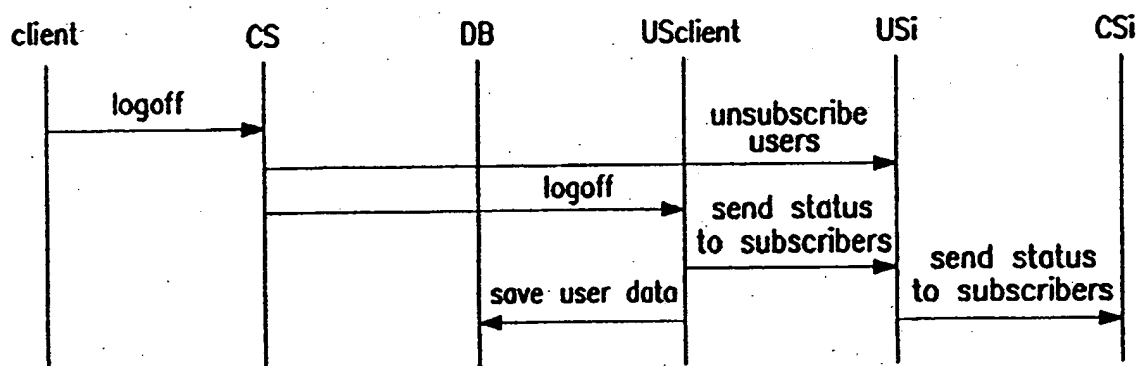 client
CS
DB
USclient
USi
CSi
logoff
unsubscribe
users
logoff
send status
to subscribers
send status
to subscribers
save user data